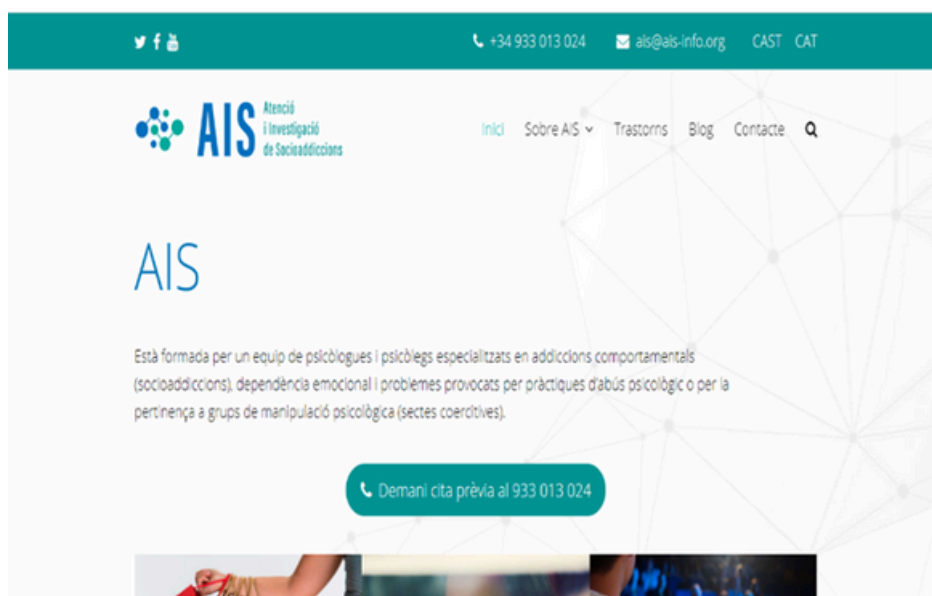 +34 933 013 024 ais@ais-info.org CAST CAT
AIS
Atenció
i Investigació
de Socioaddiccions
Inici Sobre AIS Trastorns Blog Contacte
AIS
Està formada per un equip de psicòlogues i psicòlegs especialitzats en addiccions comportamentals
(socioaddiccions), dependència emocional i problemes provocats per pràctiques d'abús psicològic o per la
pertinença a grups de manipulació psicològica (sectes coercitives).
Demani cita prèvia al 933 013 024